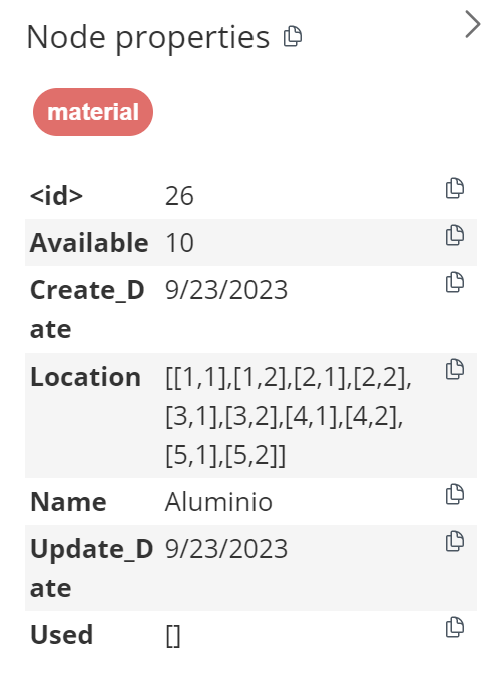 Node properties
material
<id> 26
Available 10
Create_D 9/23/2023
ate
Location [[1,1],[1,2],[2,1],[2,2],
[3,1],[3,2],[4,1],[4,2],
[5,1],[5,2]]
Name Aluminio
Update_D 9/23/2023
ate
Used []